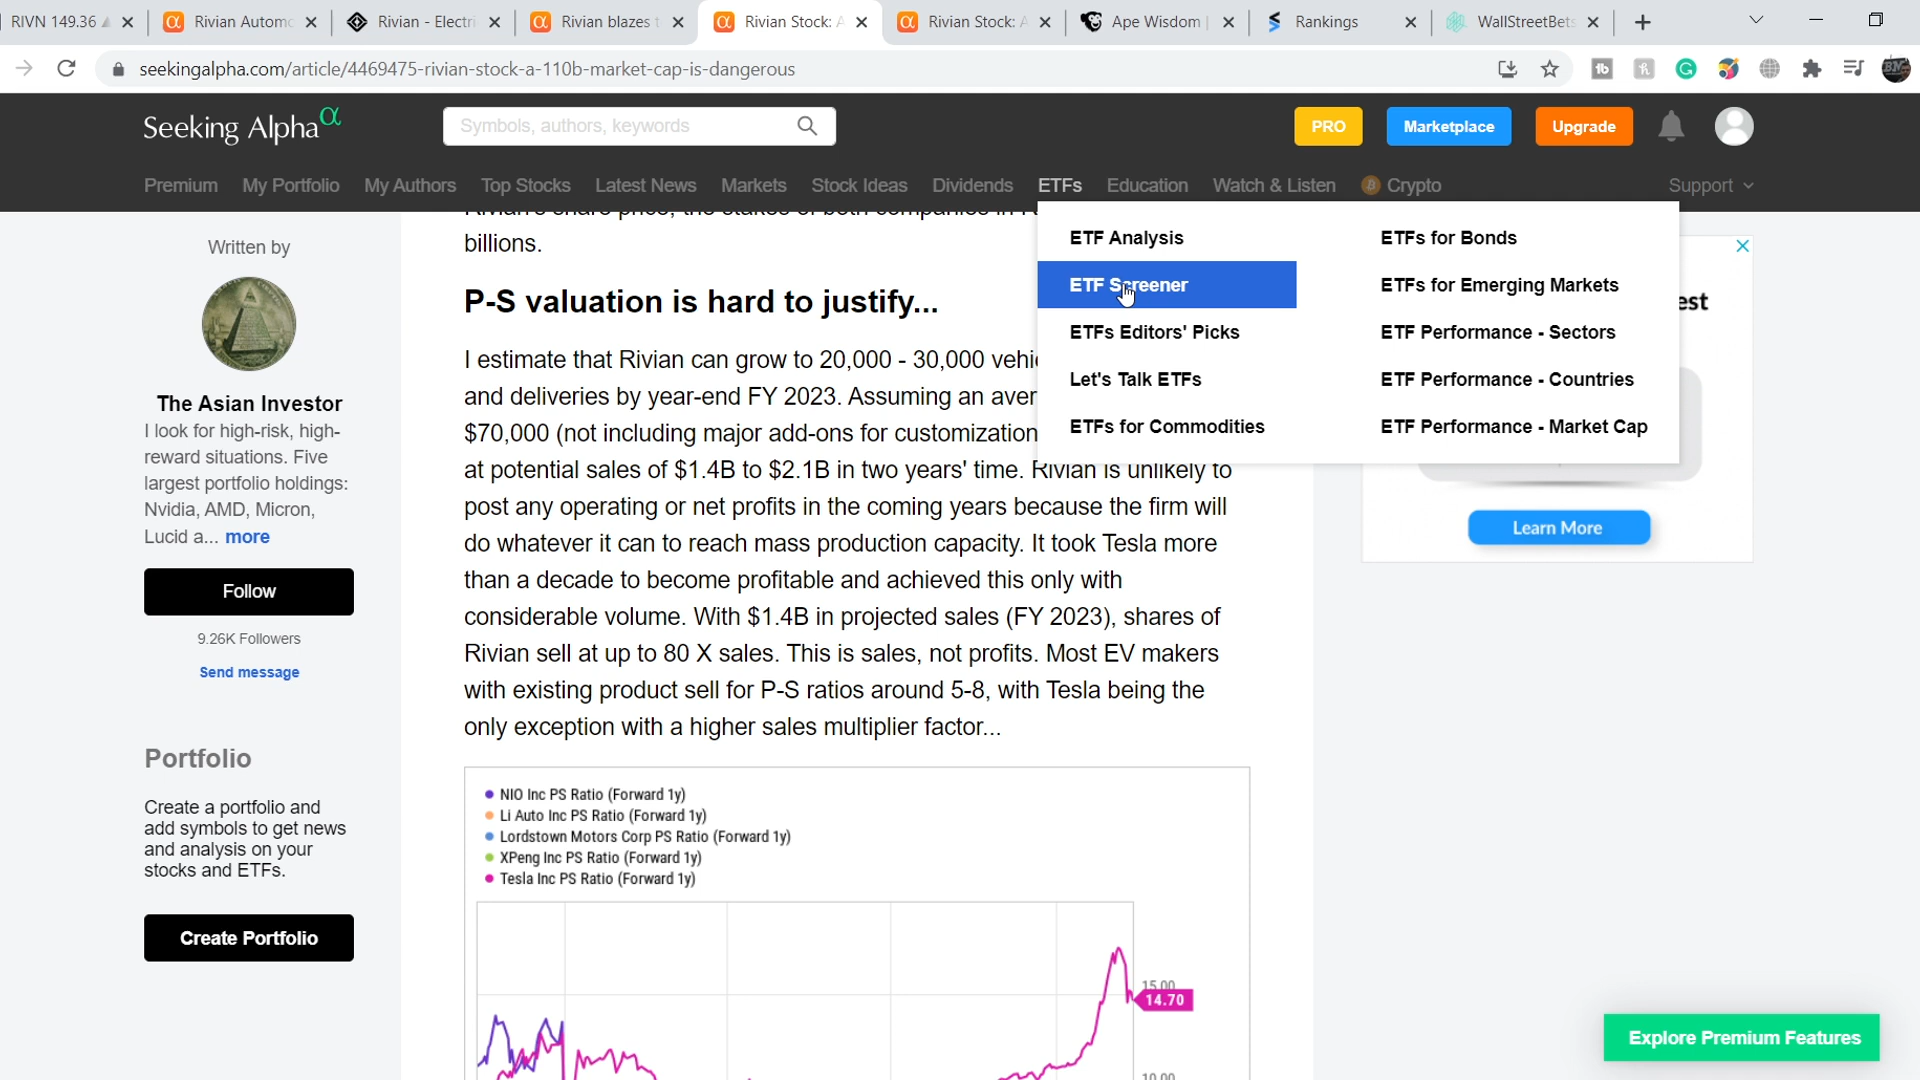 RIVN 149.36
Rivian Automo
Rivian - Electri
Rivian blazes t
Rivian Stock: A
Rivian Stock: A
Ape Wisdom |
Rankings
WallStreetBets
seekingalpha.com/article/4469475-rivian-stock-a-110b-market-cap-is-dangerous
Seeking Alpha α
Symbols, authors, keywords
PRO
Marketplace
Upgrade
Premium My Portfolio My Authors Top Stocks Latest News Markets Stock Ideas Dividends ETFs Education Watch & Listen Crypto Support
ETF Analysis
ETF Screener
ETFs Editors' Picks
Let's Talk ETFs
ETFs for Commodities
ETFs for Bonds
ETFs for Emerging Markets
ETF Performance - Sectors
ETF Performance - Countries
ETF Performance - Market Cap
Written by
The Asian Investor
I look for high-risk, high-
reward situations. Five
largest portfolio holdings:
Nvidia, AMD, Micron,
Lucid a... more
Follow
9.26K Followers
Send message
Portfolio
Create a portfolio and
add symbols to get news
and analysis on your
stocks and ETFs.
Create Portfolio
billions.
P-S valuation is hard to justify...
I estimate that Rivian can grow to 20,000 - 30,000 vehi
and deliveries by year-end FY 2023. Assuming an aver
$70,000 (not including major add-ons for customization
at potential sales of $1.4B to $2.1B in two years' time. Rivian is unlikely to
post any operating or net profits in the coming years because the firm will
do whatever it can to reach mass production capacity. It took Tesla more
than a decade to become profitable and achieved this only with
considerable volume. With $1.4B in projected sales (FY 2023), shares of
Rivian sell at up to 80 X sales. This is sales, not profits. Most EV makers
with existing product sell for P-S ratios around 5-8, with Tesla being the
only exception with a higher sales multiplier factor...
NIO Inc PS Ratio (Forward 1y)
Li Auto Inc PS Ratio (Forward 1y)
Lordstown Motors Corp PS Ratio (Forward 1y)
XPeng Inc PS Ratio (Forward 1y)
Tesla Inc PS Ratio (Forward 1y)
15.00
14.70
10.00
est
Learn More
Explore Premium Features